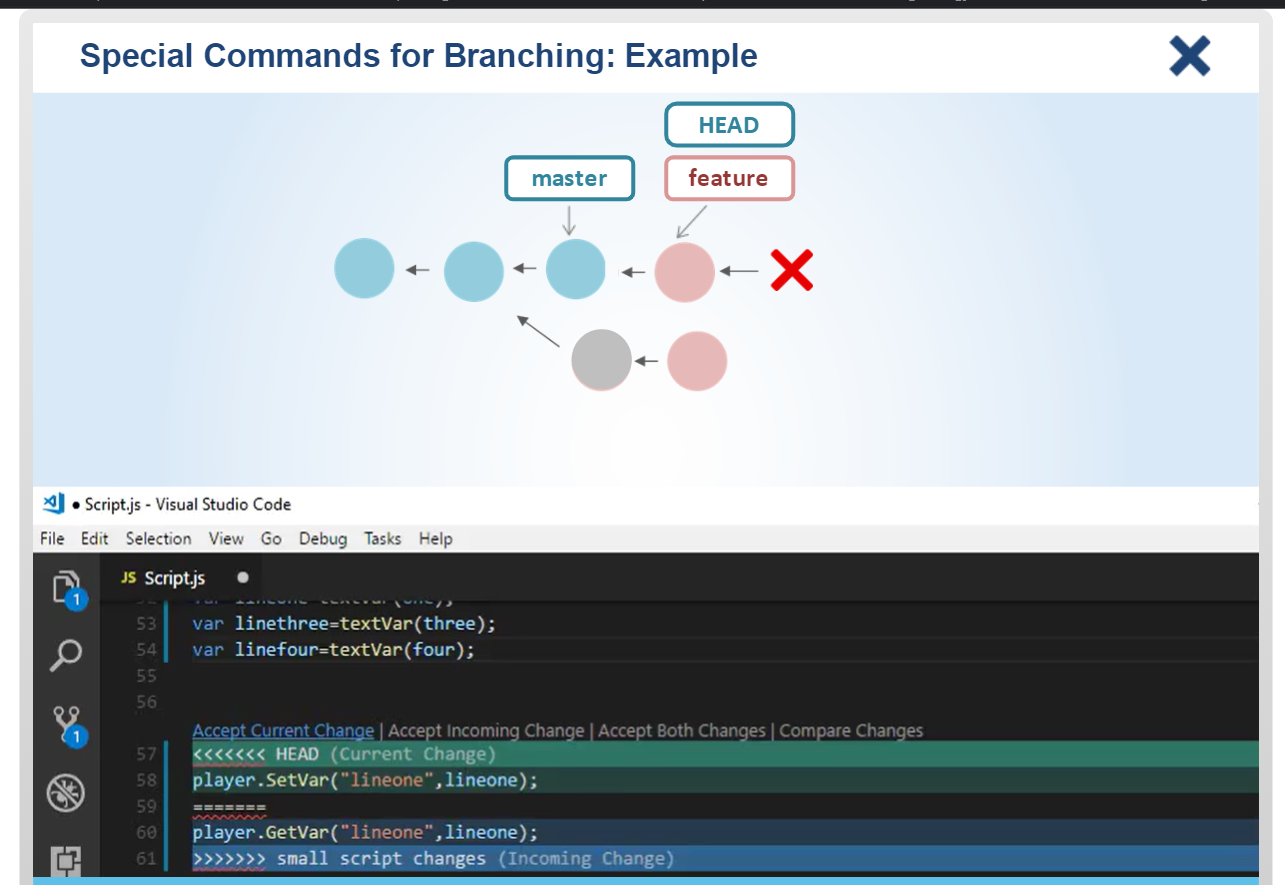 Special Commands for Branching: Example
HEAD
master
feature
Script.js - Visual Studio Code
File Edit Selection View Go Debug Tasks Help
JS Script.js
53 var linethree=textVar(three);
54 var linefour=textVar(four);
55
56
Accept Current Change | Accept Incoming Change | Accept Both Changes | Compare Changes
57 <<<<<<< HEAD (Current Change)
58 player.SetVar("lineone",lineone);
59 =======
60 player.GetVar("lineone",lineone);
61 >>>>>>> small script changes (Incoming Change)
1
1